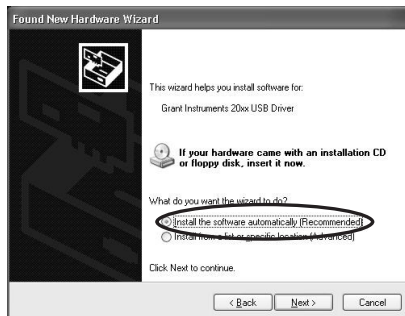 Found New Hardware Wizard
This wizard helps you install software for:
Grant Instruments 20xx USB Driver
If your hardware came with an installation CD
or floppy disk, insert it now.
What do you want the wizard to do?
Install the software automatically (Recommended)
Install from a list or specific location (Advanced)
Click Next to continue.
< Back
Next >
Cancel